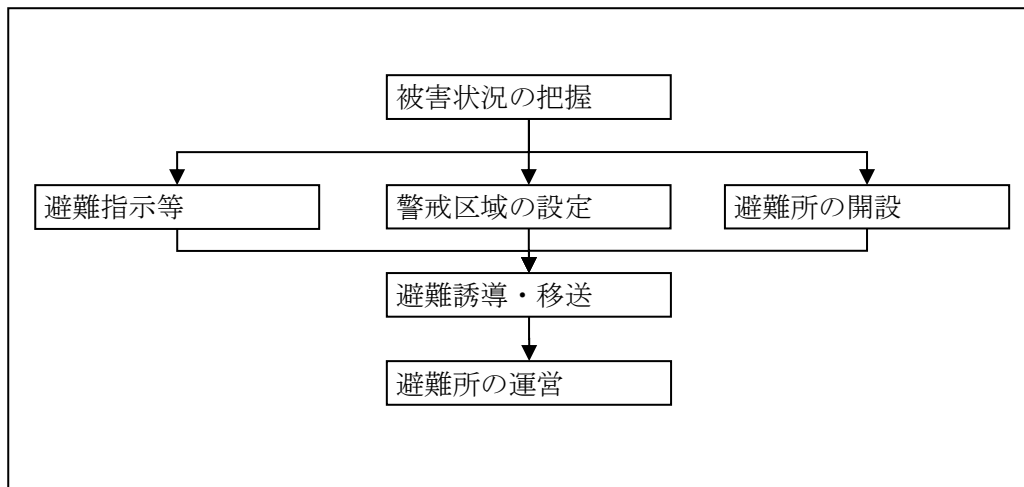 被害状況の把握
避難指示等
警戒区域の設定
避難所の開設
避難誘導・移送
避難所の運営